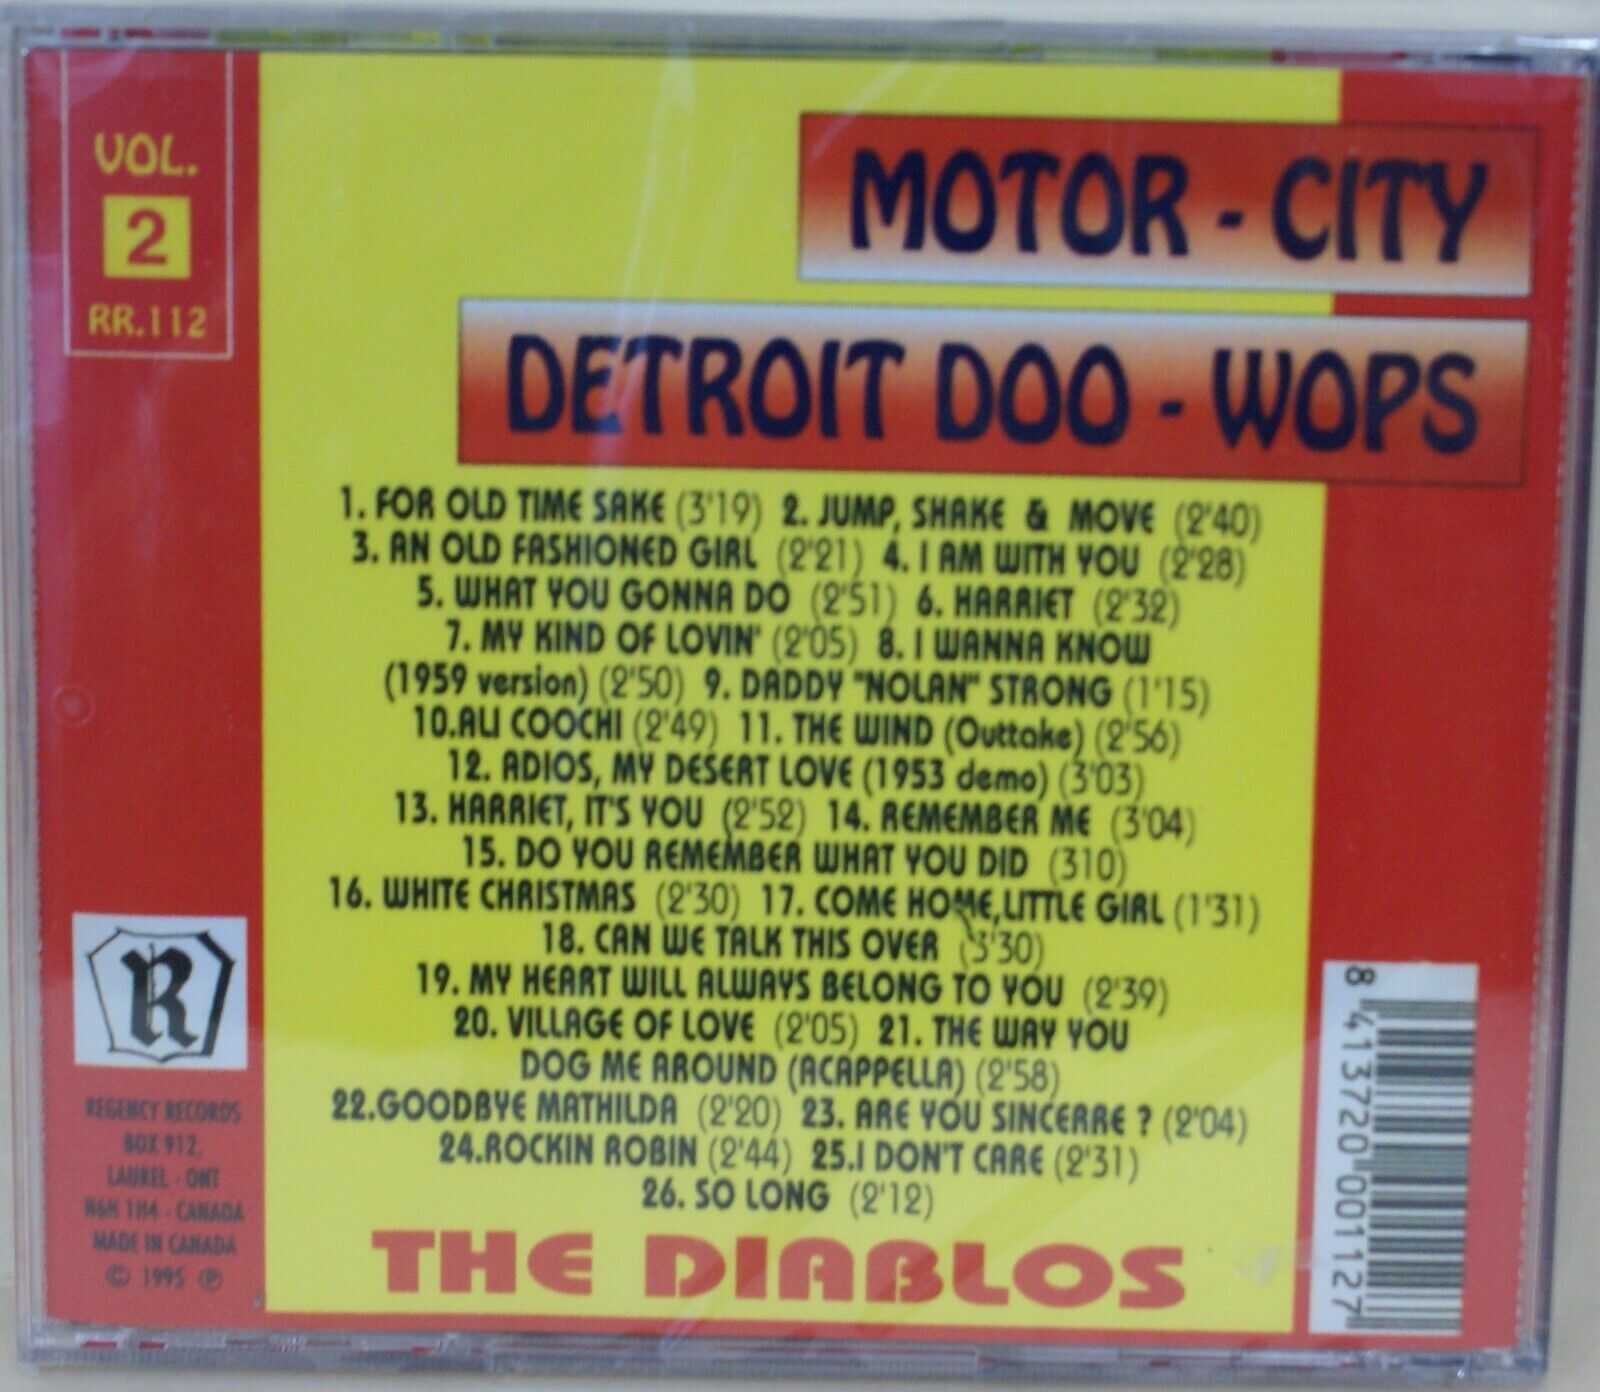 VOL.
2
RR.112
MOTOR - CITY
DETROIT DOO - WOPS
1. FOR OLD TIME SAKE (3'19) 2. JUMP, SHAKE & MOVE (2'40)
3. AN OLD FASHIONED GIRL (2'21) 4. I AM WITH YOU (2'28)
5. WHAT YOU GONNA DO (2'51) 6. HARRIET (2'32)
7. MY KIND OF LOVIN' (2'05) 8. I WANNA KNOW
(1959 version) (2'50) 9. DADDY "NOLAN" STRONG (1'15)
10.ALI COOCHI (2'49) 11. THE WIND (Outtake) (2'56)
12. ADIOS, MY DESERT LOVE (1953 demo) (3'03)
13. HARRIET, IT'S YOU (2'52) 14. REMEMBER ME (3'04)
15. DO YOU REMEMBER WHAT YOU DID (310)
16. WHITE CHRISTMAS (2'30) 17. COME HOME,LITTLE GIRL (1'31)
18. CAN WE TALK THIS OVER (3'30)
19. MY HEART WILL ALWAYS BELONG TO YOU (2'39)
20. VILLAGE OF LOVE (2'05) 21. THE WAY YOU
DOG ME AROUND (ACAPPELLA) (2'58)
22.GOODBYE MATHILDA (2'20) 23. ARE YOU SINCERRE ? (2'04)
24.ROCKIN ROBIN (2'44) 25.I DON'T CARE (2'31)
26. SO LONG (2'12)
THE DIABLOS
R
REGENCY RECORDS
BOX 912,
LAUREL - ONT
N6H 1H4 - CANADA
MADE IN CANADA
© 1995 ℗
8 413720 001127